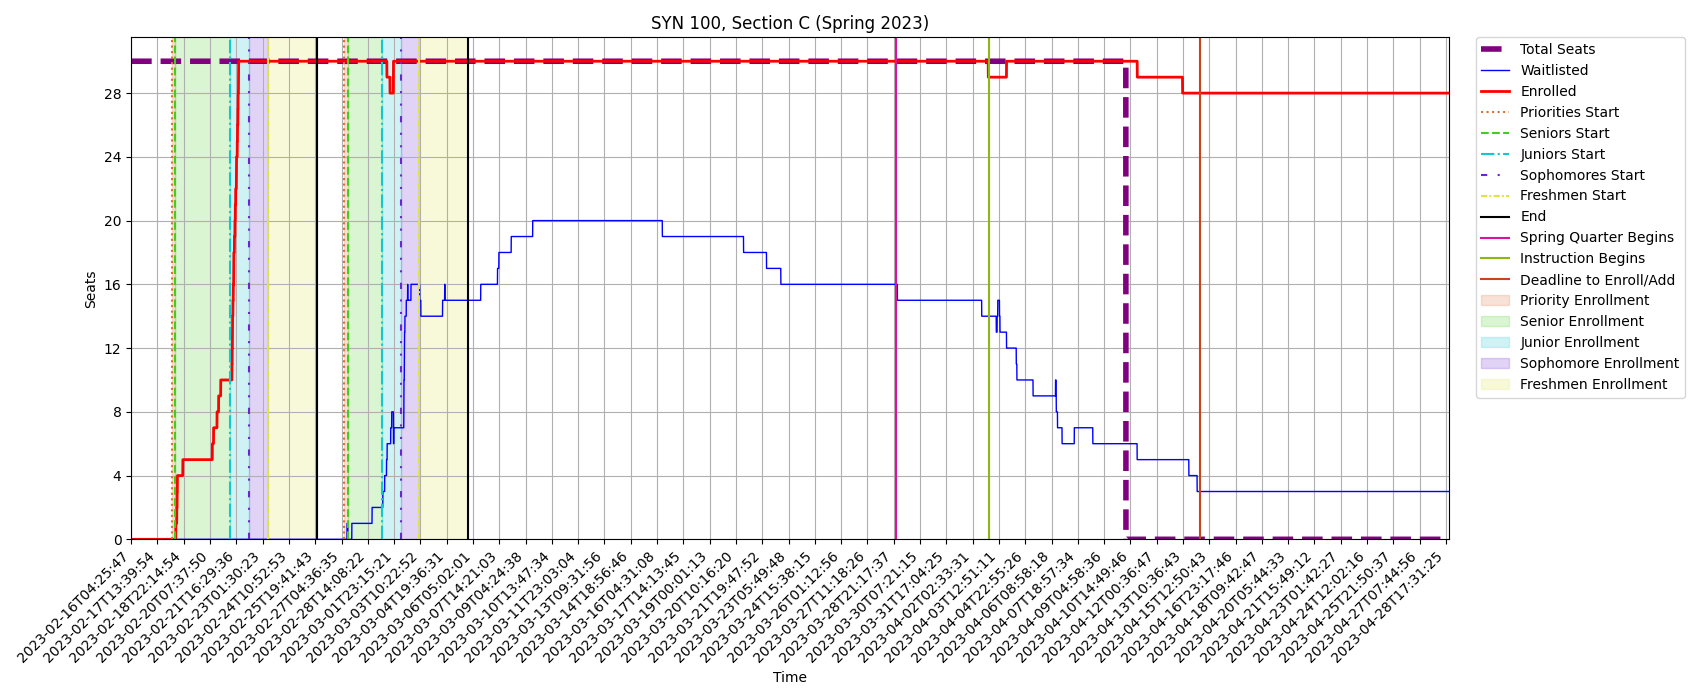 SYN 100, Section C (Spring 2023)
Seats
28
24
20
16
12
8
4
0
2023-02-16T04:25:47
2023-02-17T13:39:54
2023-02-18T22:14:54
2023-02-20T07:37:50
2023-02-21T16:29:36
2023-02-23T01:30:23
2023-02-24T10:52:53
2023-02-25T19:41:43
2023-02-27T04:36:35
2023-02-28T14:08:22
2023-03-01T23:15:21
2023-03-03T10:22:52
2023-03-04T19:36:31
2023-03-06T05:02:01
2023-03-07T14:21:03
2023-03-09T04:24:38
2023-03-10T13:47:34
2023-03-11T23:03:04
2023-03-13T09:31:56
2023-03-14T18:56:46
2023-03-16T04:31:08
2023-03-17T14:13:45
2023-03-19T00:01:13
2023-03-20T10:16:20
2023-03-21T19:47:52
2023-03-23T05:49:48
2023-03-24T15:38:15
2023-03-26T01:12:56
2023-03-27T11:18:26
2023-03-28T21:17:37
2023-03-30T07:21:15
2023-03-31T17:04:25
2023-04-02T02:33:31
2023-04-03T12:51:11
2023-04-04T22:55:26
2023-04-06T08:58:18
2023-04-07T18:57:34
2023-04-09T04:58:36
2023-04-10T14:49:46
2023-04-12T00:36:47
2023-04-13T10:36:43
2023-04-15T12:50:43
2023-04-16T23:17:46
2023-04-18T09:42:47
2023-04-20T05:44:33
2023-04-21T15:49:12
2023-04-23T01:42:27
2023-04-24T12:02:16
2023-04-25T21:50:37
2023-04-27T07:44:56
2023-04-28T17:31:25
Time
Total Seats
Waitlisted
Enrolled
Priorities Start
Seniors Start
Juniors Start
Sophomores Start
Freshmen Start
End
Spring Quarter Begins
Instruction Begins
Deadline to Enroll/Add
Priority Enrollment
Senior Enrollment
Junior Enrollment
Sophomore Enrollment
Freshmen Enrollment